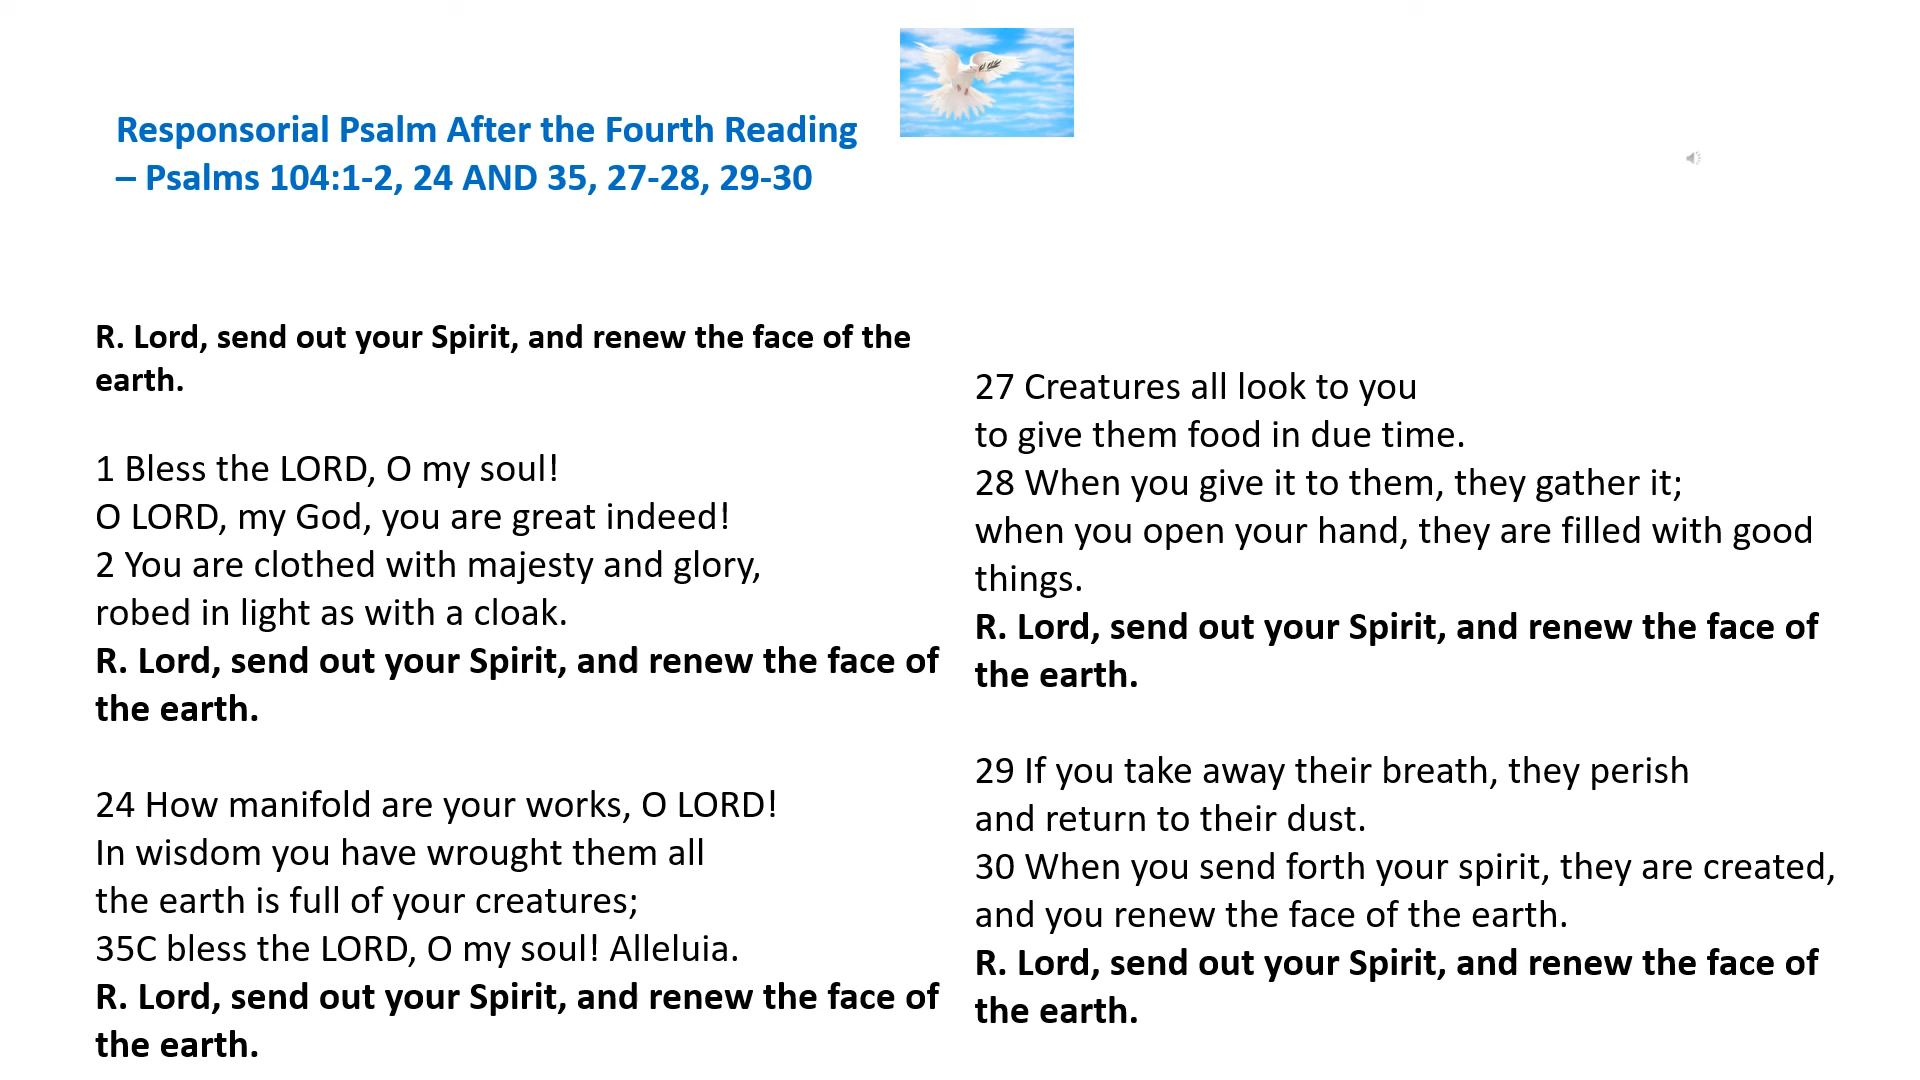 Responsorial Psalm After the Fourth Reading
– Psalms 104:1-2, 24 AND 35, 27-28, 29-30
R. Lord, send out your Spirit, and renew the face of the
earth.
1 Bless the LORD, O my soul!
O LORD, my God, you are great indeed!
2 You are clothed with majesty and glory,
robed in light as with a cloak.
R. Lord, send out your Spirit, and renew the face of
the earth.
24 How manifold are your works, O LORD!
In wisdom you have wrought them all
the earth is full of your creatures;
35C bless the LORD, O my soul! Alleluia.
R. Lord, send out your Spirit, and renew the face of
the earth.
27 Creatures all look to you
to give them food in due time.
28 When you give it to them, they gather it;
when you open your hand, they are filled with good
things.
R. Lord, send out your Spirit, and renew the face of
the earth.
29 If you take away their breath, they perish
and return to their dust.
30 When you send forth your spirit, they are created,
and you renew the face of the earth.
R. Lord, send out your Spirit, and renew the face of
the earth.